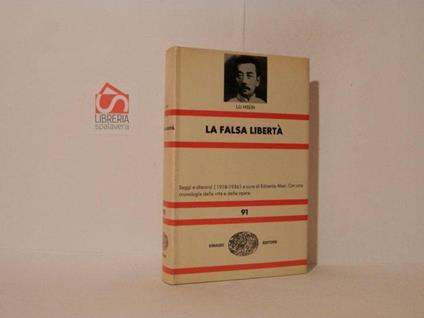 LIBRERIA
spalavera
LU HSÜN
LA FALSA LIBERTÀ
Saggi e discorsi (1918-1936) a cura di Edoarda Masi. Con una
cronologia della vita e delle opere.
91
EINAUDI EDITORE